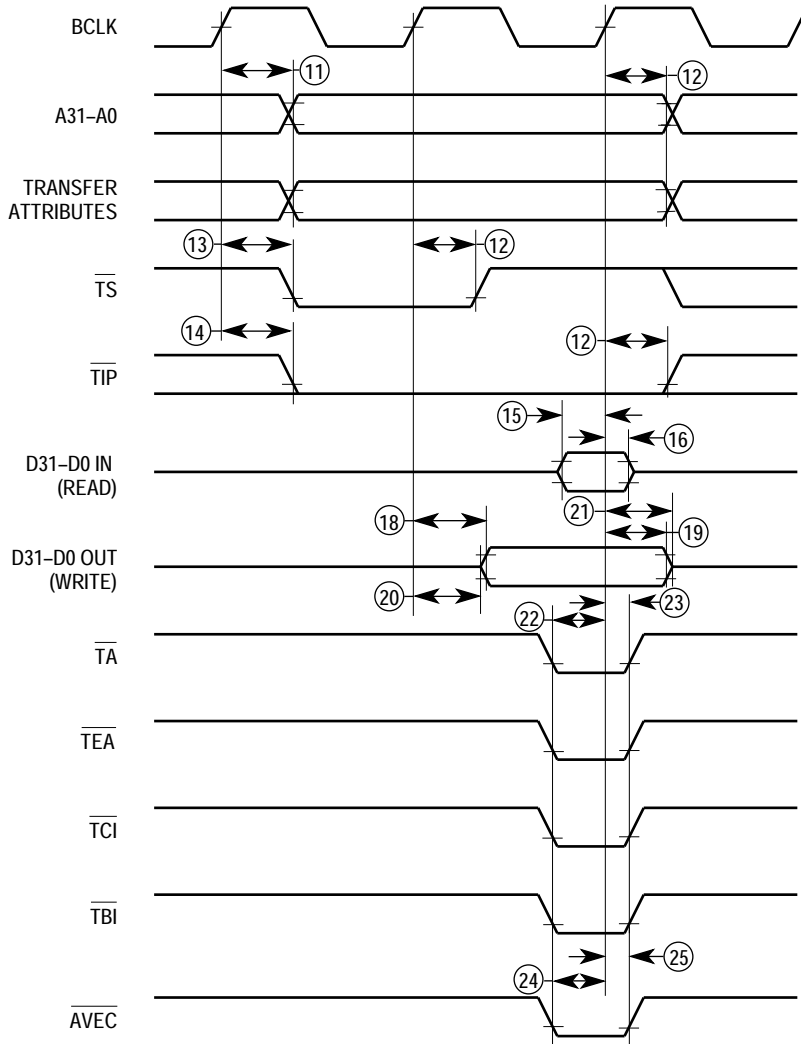 BCLK
11
12
A31–A0
TRANSFER
ATTRIBUTES
13
12
TS
14
12
TIP
15
16
D31–D0 IN
(READ)
21
18
19
D31–D0 OUT
(WRITE)
20
23
22
TA
TEA
TCI
TBI
25
24
AVEC